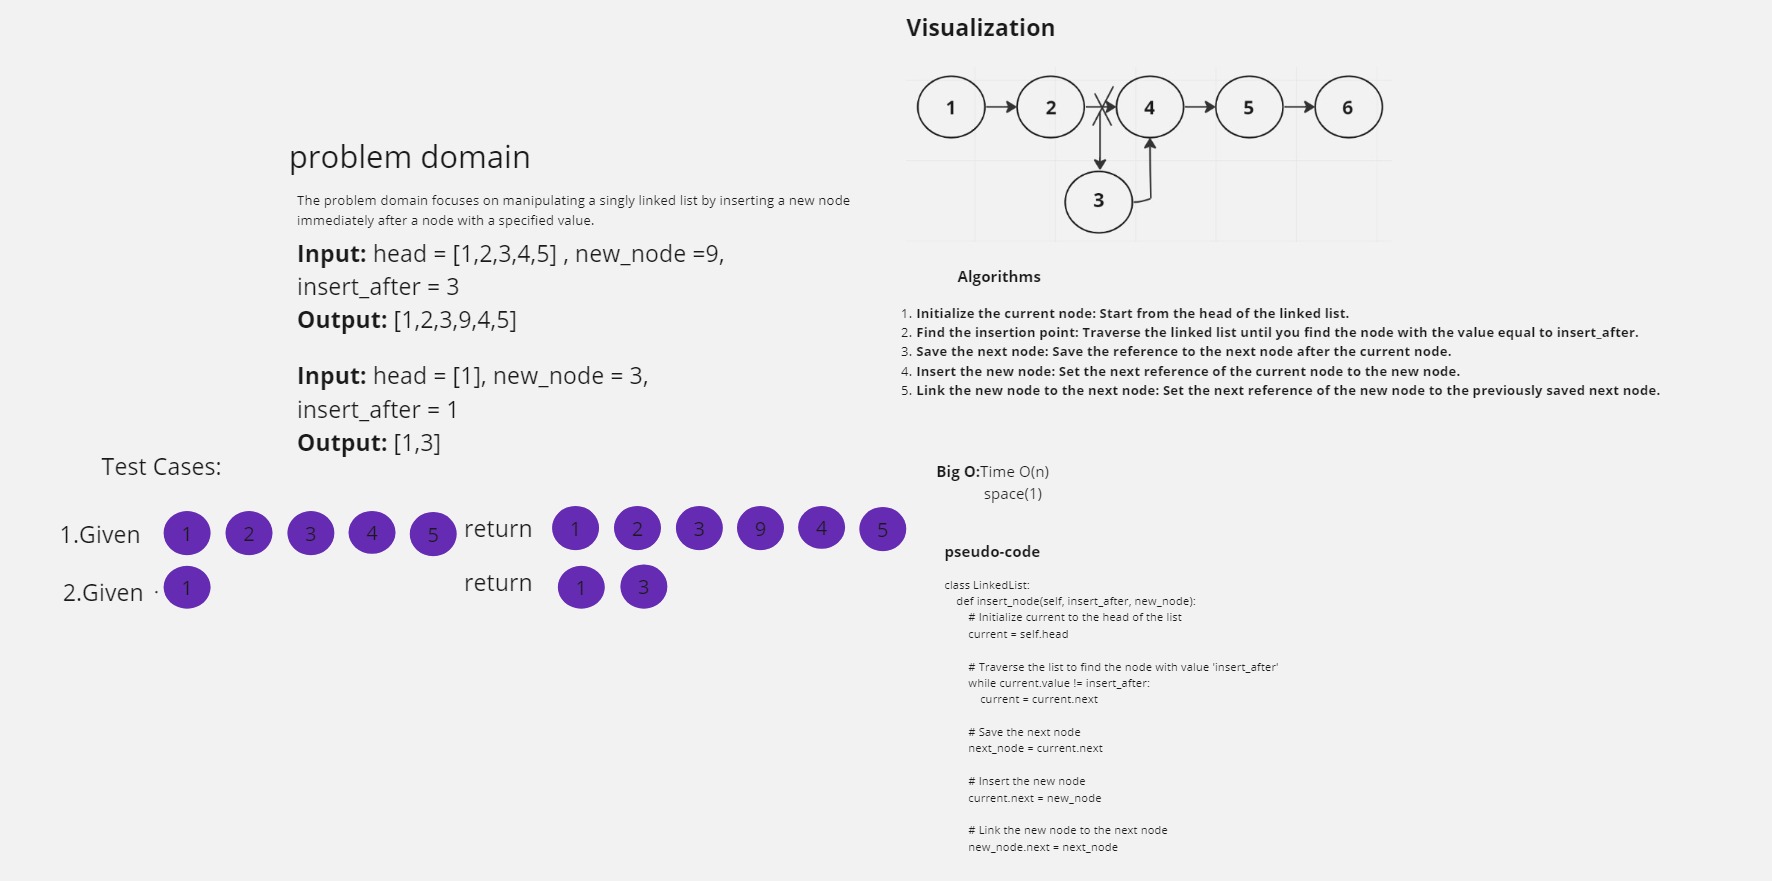 problem domain
The problem domain focuses on manipulating a singly linked list by inserting a new node
immediately after a node with a specified value.
Input: head = [1,2,3,4,5] , new_node =9,
insert_after = 3
Output: [1,2,3,9,4,5]
Input: head = [1], new_node = 3,
insert_after = 1
Output: [1,3]
Test Cases:
1.Given 1 2 3 4 5 return 1 2 3 9 4 5
2.Given 1 return 1 3
Visualization
1 2 4 5 6
3
Algorithms
1. Initialize the current node: Start from the head of the linked list.
2. Find the insertion point: Traverse the linked list until you find the node with the value equal to insert_after.
3. Save the next node: Save the reference to the next node after the current node.
4. Insert the new node: Set the next reference of the current node to the new node.
5. Link the new node to the next node: Set the next reference of the new node to the previously saved next node.
Big O:Time O(n)
space(1)
pseudo-code
class LinkedList:
def insert_node(self, insert_after, new_node):
# Initialize current to the head of the list
current = self.head
# Traverse the list to find the node with value 'insert_after'
while current.value != insert_after:
current = current.next
# Save the next node
next_node = current.next
# Insert the new node
current.next = new_node
# Link the new node to the next node
new_node.next = next_node